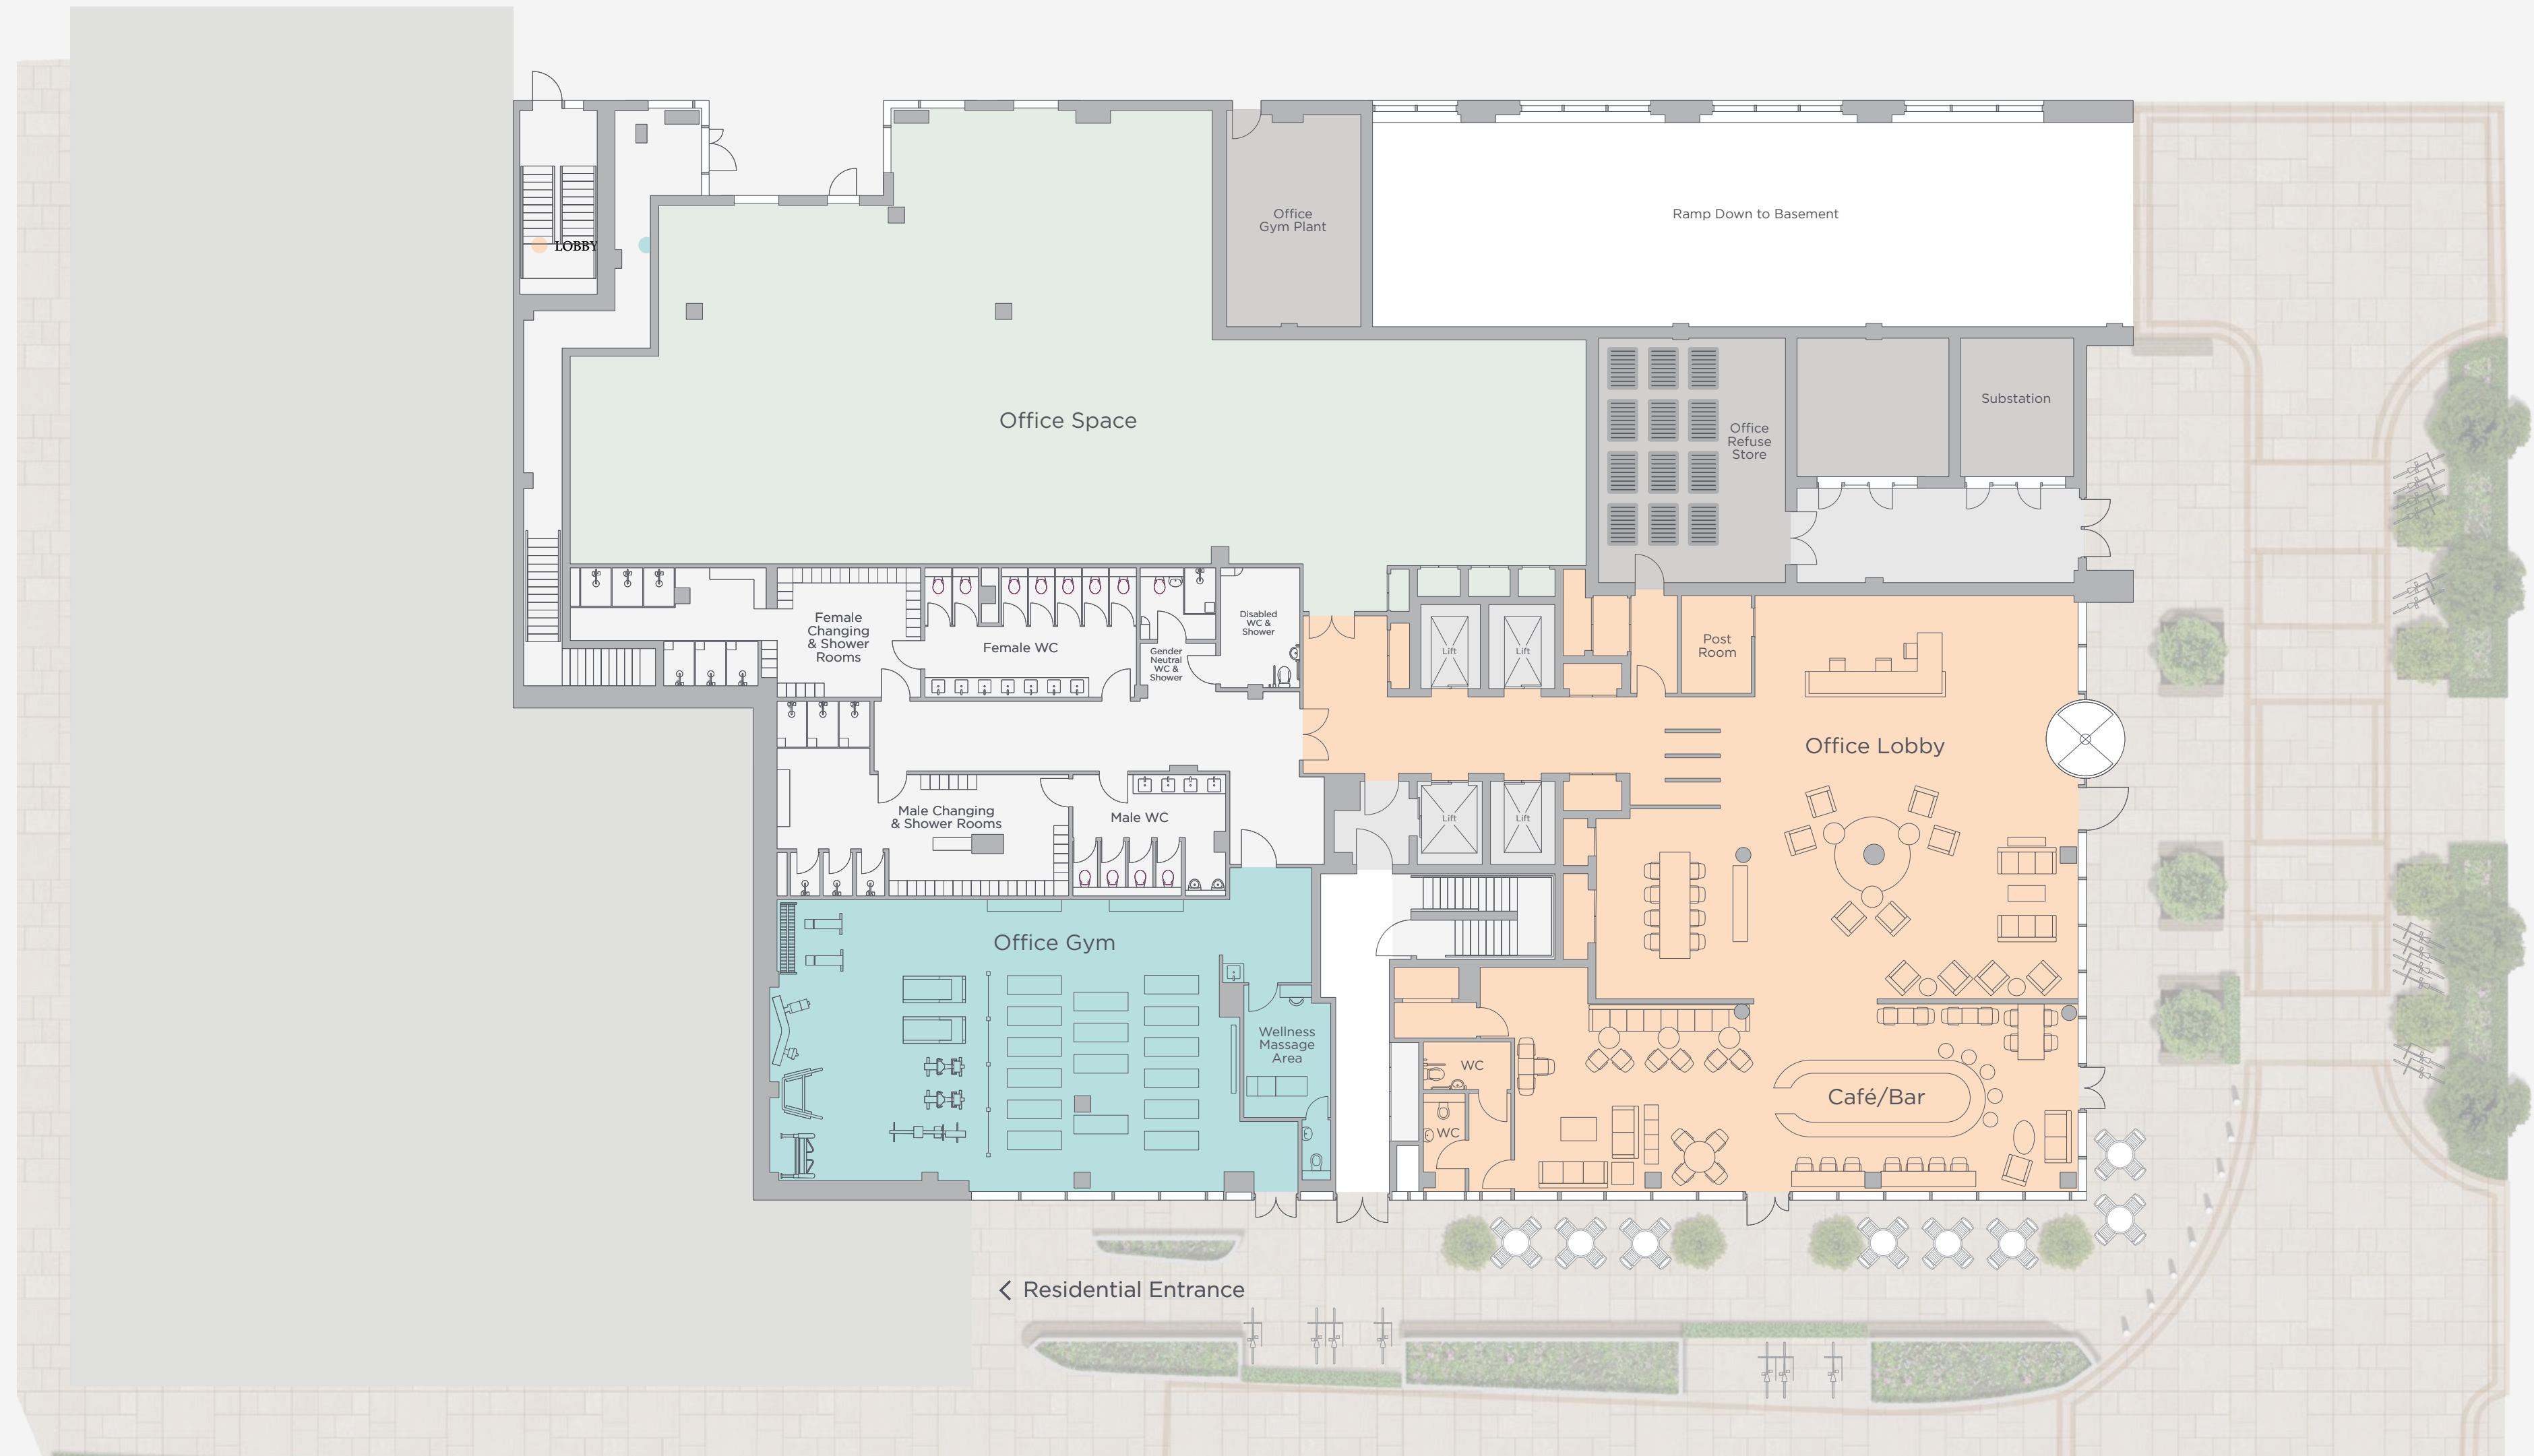 Office
Gym Plant
Ramp Down to Basement
LOBBY
Office Space
Substation
Office
Refuse
Store
Female
Changing
& Shower
Rooms
Female WC
Gender
Neutral
WC &
Shower
Disabled
WC &
Shower
Lift
Lift
Post
Room
Office Lobby
Male Changing
& Shower Rooms
Male WC
Lift
Lift
Office Gym
Wellness
Massage
Area
WC
WC
Café/Bar
Residential Entrance